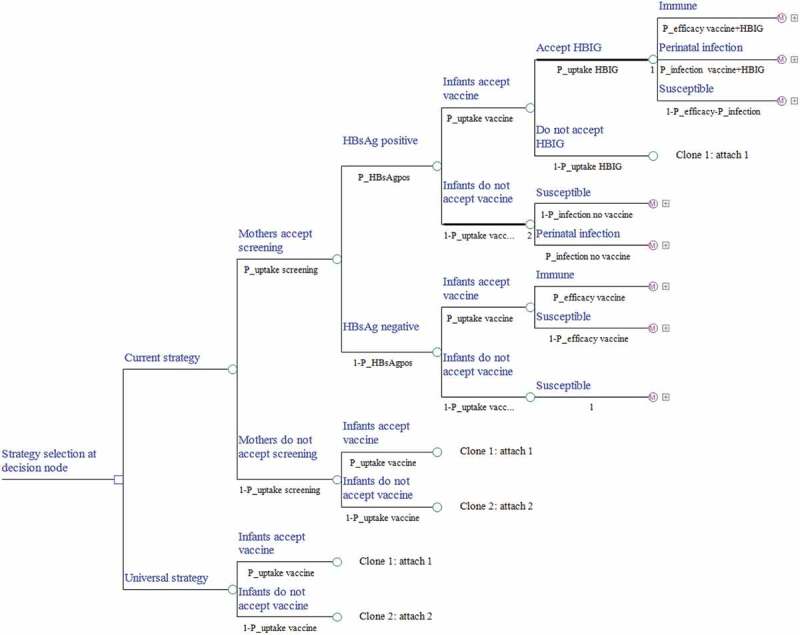 Immune
P_efficacy vaccine+HBIG
Accept HBIG
Perinatal infection
P_uptake HBIG
1
P_infection vaccine+HBIG
Infants accept
vaccine
Susceptible
P_uptake vaccine
1-P_efficacy-P_infection
HBsAg positive
Do not accept
HBIG
Clone 1: attach 1
P_HBsAgpos
1-P_uptake HBIG
Infants do not
accept vaccine
Susceptible
1-P_infection no vaccine
Mothers accept
screening
1-P_uptake vacc...
2
Perinatal infection
P_uptake screening
P_infection no vaccine
Infants accept
vaccine
Immune
P_efficacy vaccine
HBsAg negative
P_uptake vaccine
Susceptible
1-P_HBsAgpos
1-P_efficacy vaccine
Current strategy
Infants do not
accept vaccine
Susceptible
1-P_uptake vacc...
1
Mothers do not
accept screening
Infants accept
vaccine
Clone 1: attach 1
Strategy selection at
decision node
P_uptake vaccine
1-P_uptake screening
Infants do not
accept vaccine
Clone 2: attach 2
1-P_uptake vaccine
Infants accept
vaccine
Clone 1: attach 1
Universal strategy
P_uptake vaccine
Infants do not
accept vaccine
Clone 2: attach 2
1-P_uptake vaccine
M
M
M
M
M
M
M
M